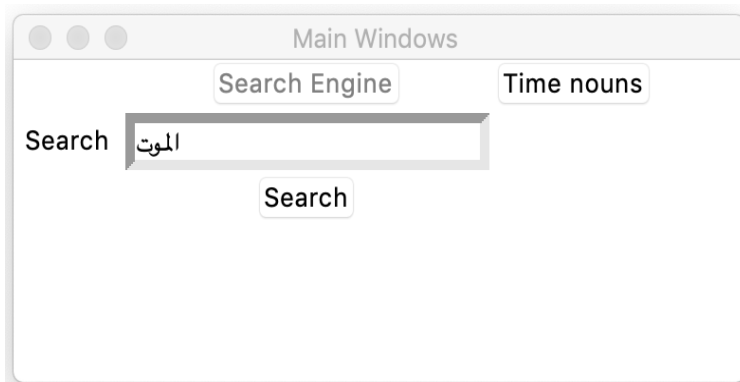 Main Windows
Search Engine Time nouns
Search الموت
Search